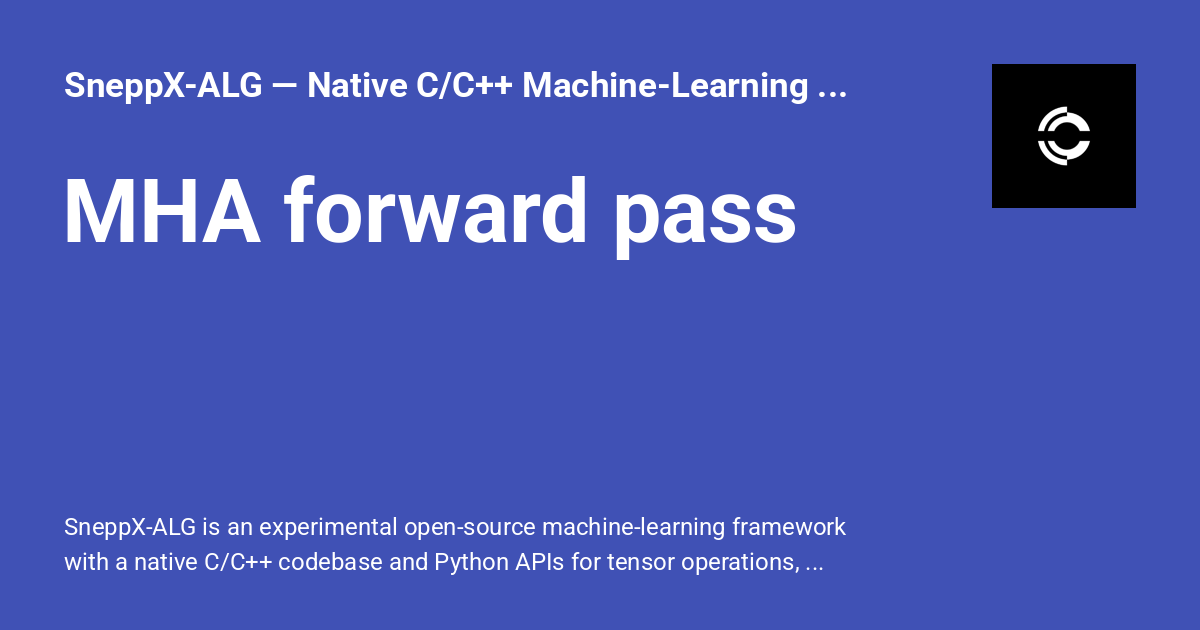 SneppX-ALG — Native C/C++ Machine-Learning ...
MHA forward pass
SneppX-ALG is an experimental open-source machine-learning framework
with a native C/C++ codebase and Python APIs for tensor operations, ...